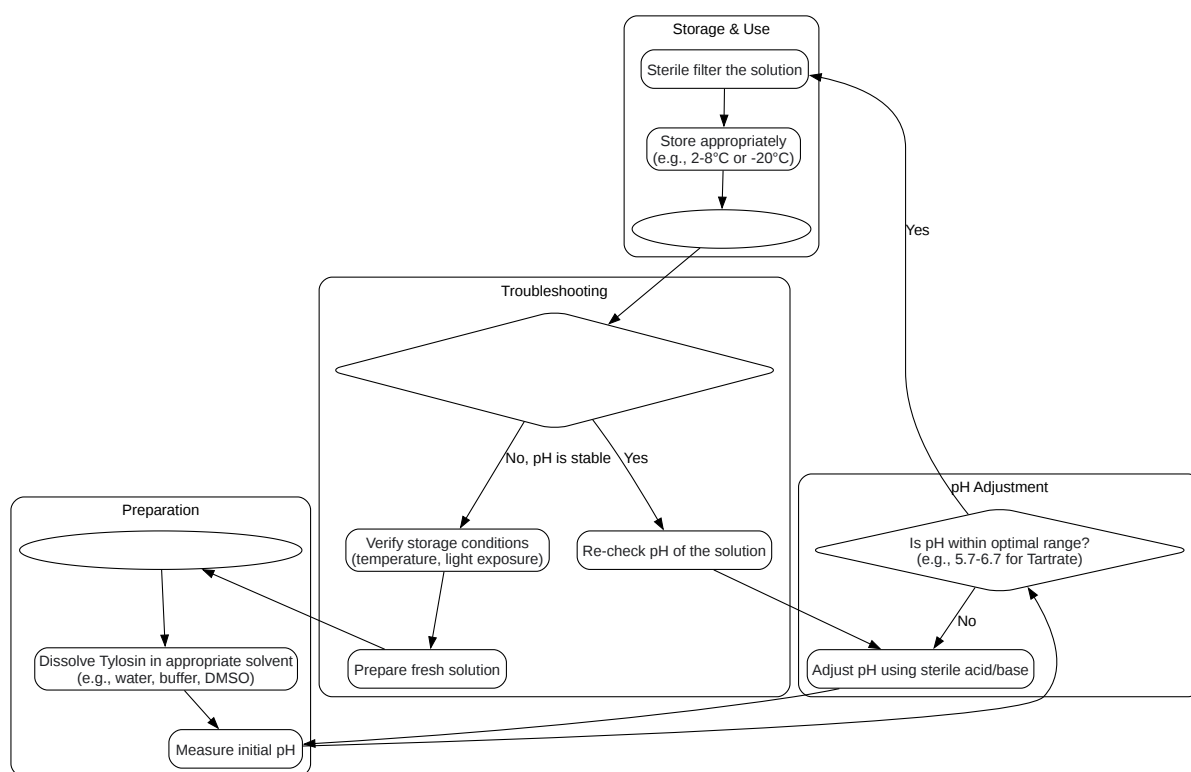 Storage & Use
Sterile filter the solution
Store appropriately
(e.g., 2-8°C or -20°C)
Yes
Troubleshooting
No, pH is stable
Yes
Verify storage conditions
(temperature, light exposure)
Re-check pH of the solution
Prepare fresh solution
pH Adjustment
Is pH within optimal range?
(e.g., 5.7-6.7 for Tartrate)
No
Adjust pH using sterile acid/base
Preparation
Dissolve Tylosin in appropriate solvent
(e.g., water, buffer, DMSO)
Measure initial pH